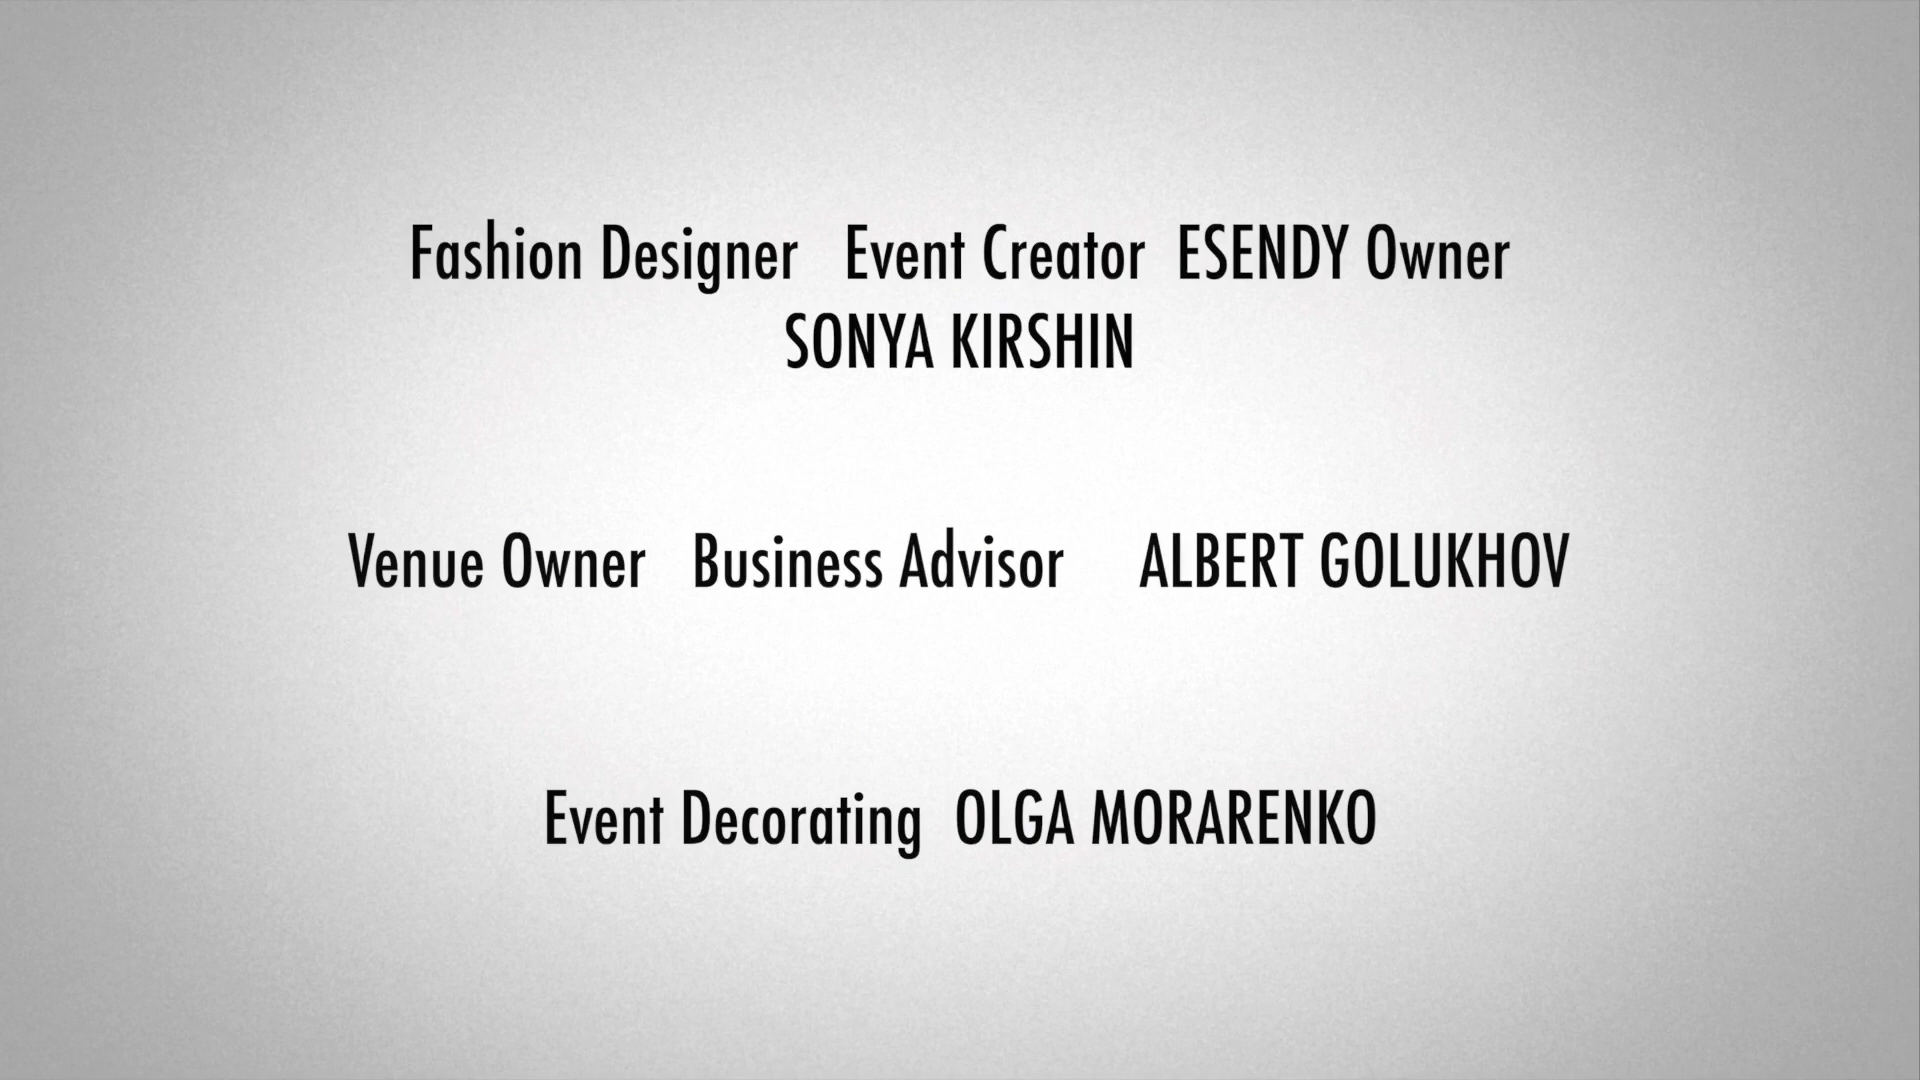 Fashion Designer   Event Creator  ESENDY Owner
SONYA KIRSHIN
Venue Owner   Business Advisor     ALBERT GOLUKHOV
Event Decorating  OLGA MORARENKO